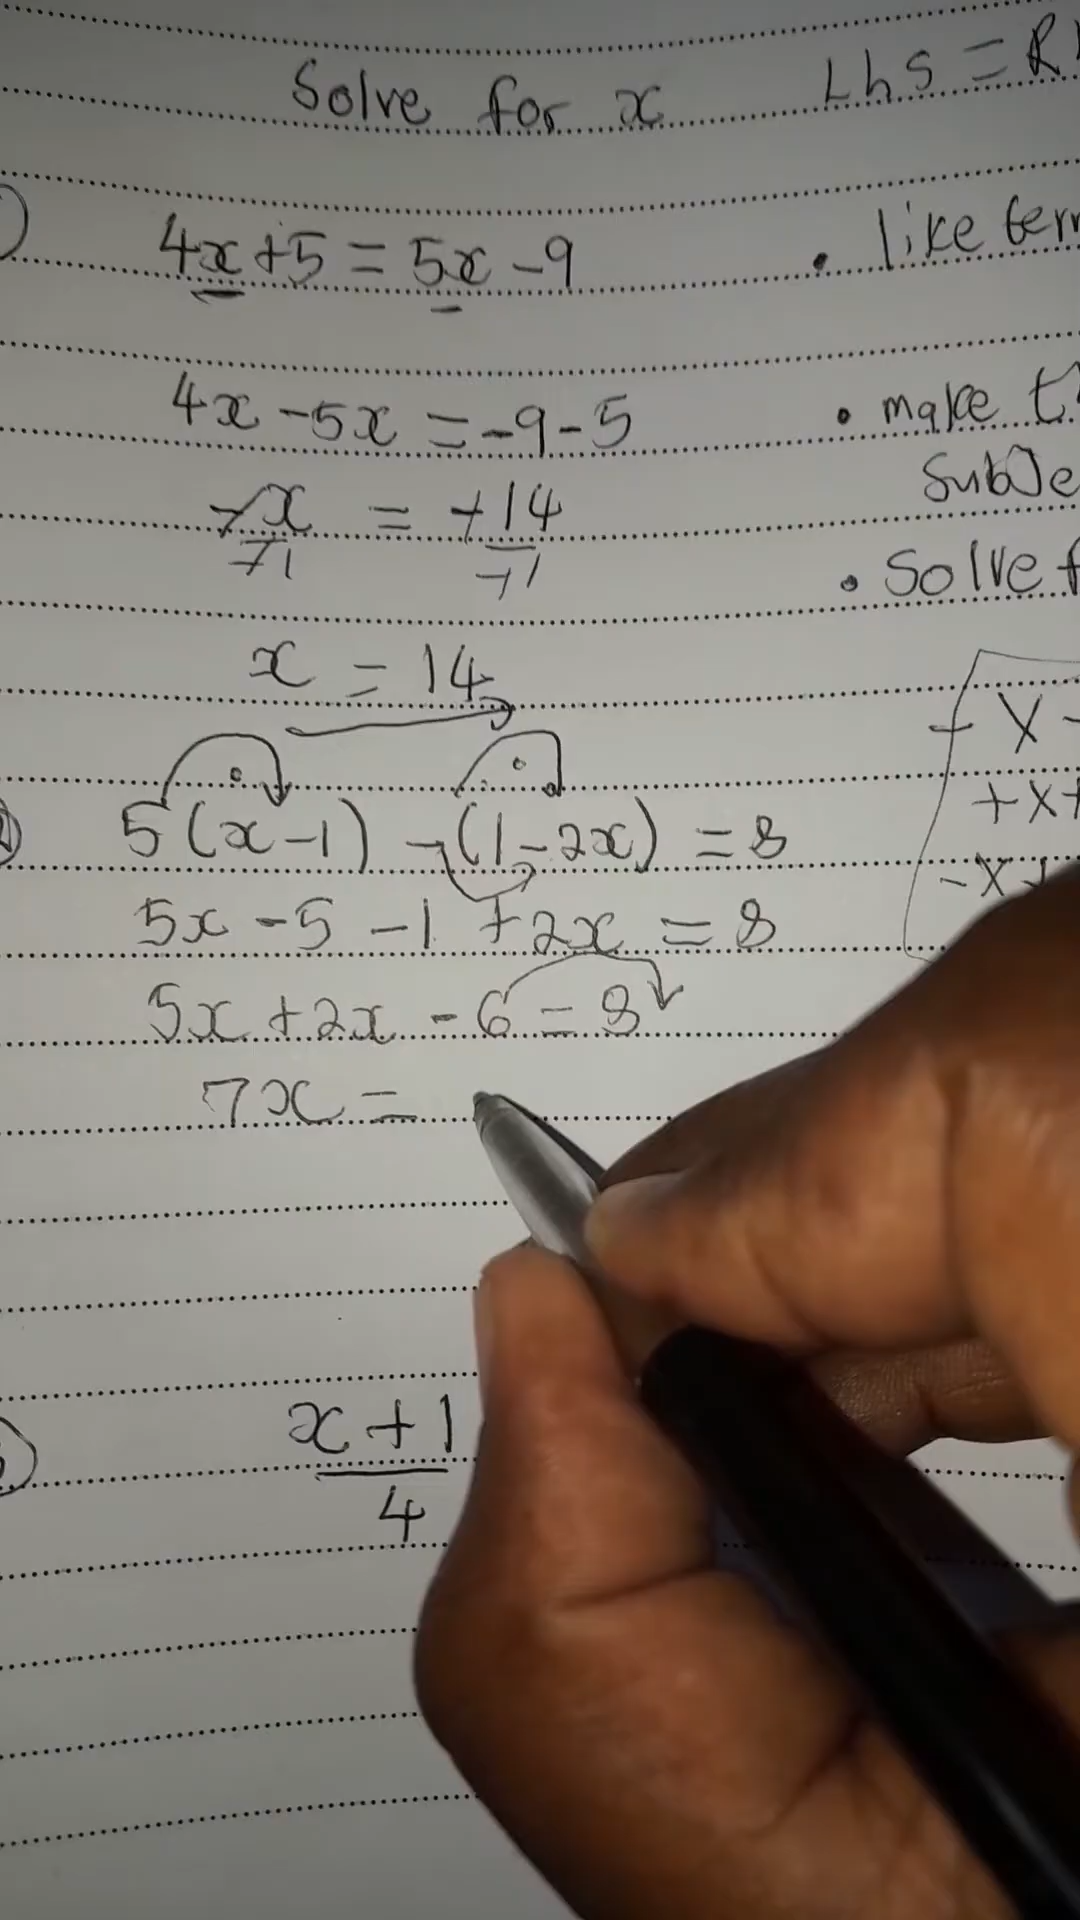 Solve for x    Lhs = R
4x+5 = 5x -9
• like
4x -5x = -9-5
• make
Subje
-x = -14
-1 -1
• Solve
x = 14
- X -
+X+
-X+
5(x-1) -(1-2x) = 8
5x -5 -1 +2x = 8
5x +2x -6 = 8
7x =
x+1
4